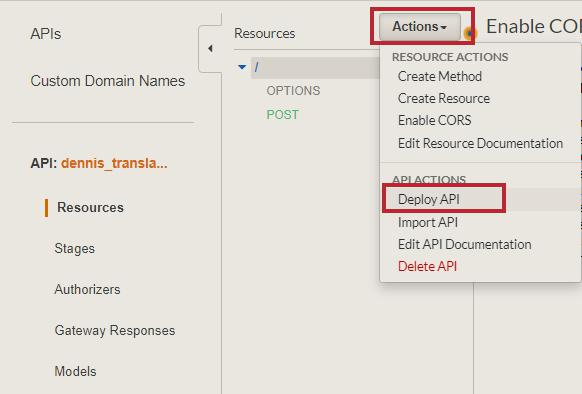 APIs
Custom Domain Names
API: dennis_transla...
Resources
Stages
Authorizers
Gateway Responses
Models
Resources
/
OPTIONS
POST
Actions
Enable COR
RESOURCE ACTIONS
Create Method
Create Resource
Enable CORS
Edit Resource Documentation
API ACTIONS
Deploy API
Import API
Edit API Documentation
Delete API